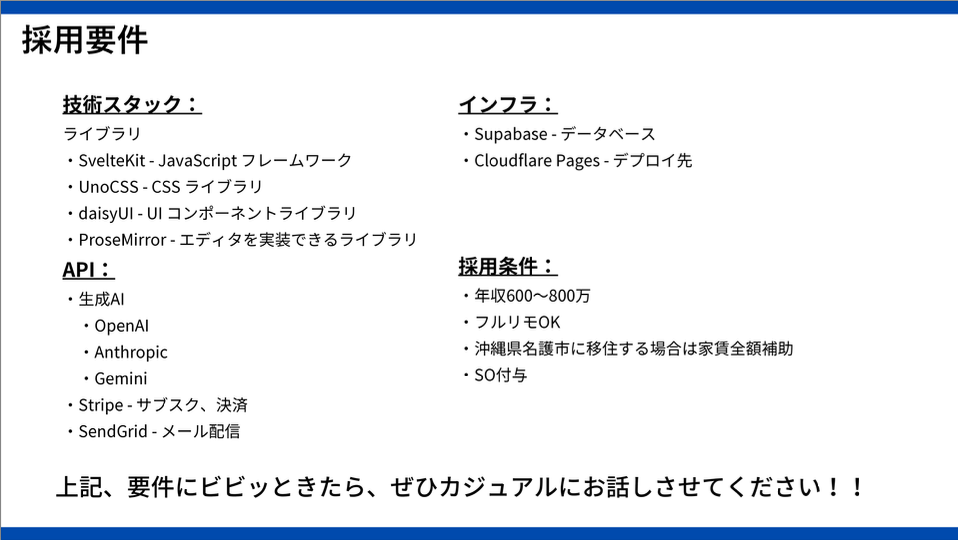 採用要件
技術スタック：
ライブラリ
・SvelteKit - JavaScript フレームワーク
・UnoCSS - CSS ライブラリ
・daisyUI - UI コンポーネントライブラリ
・ProseMirror - エディタを実装できるライブラリ
API：
・生成AI
・OpenAI
・Anthropic
・Gemini
・Stripe - サブスク、決済
・SendGrid - メール配信
インフラ：
・Supabase - データベース
・Cloudflare Pages - デプロイ先
採用条件：
・年収600〜800万
・フルリモOK
・沖縄県名護市に移住する場合は家賃全額補助
・SO付与
上記、要件にビビッときたら、ぜひカジュアルにお話しさせてください！！